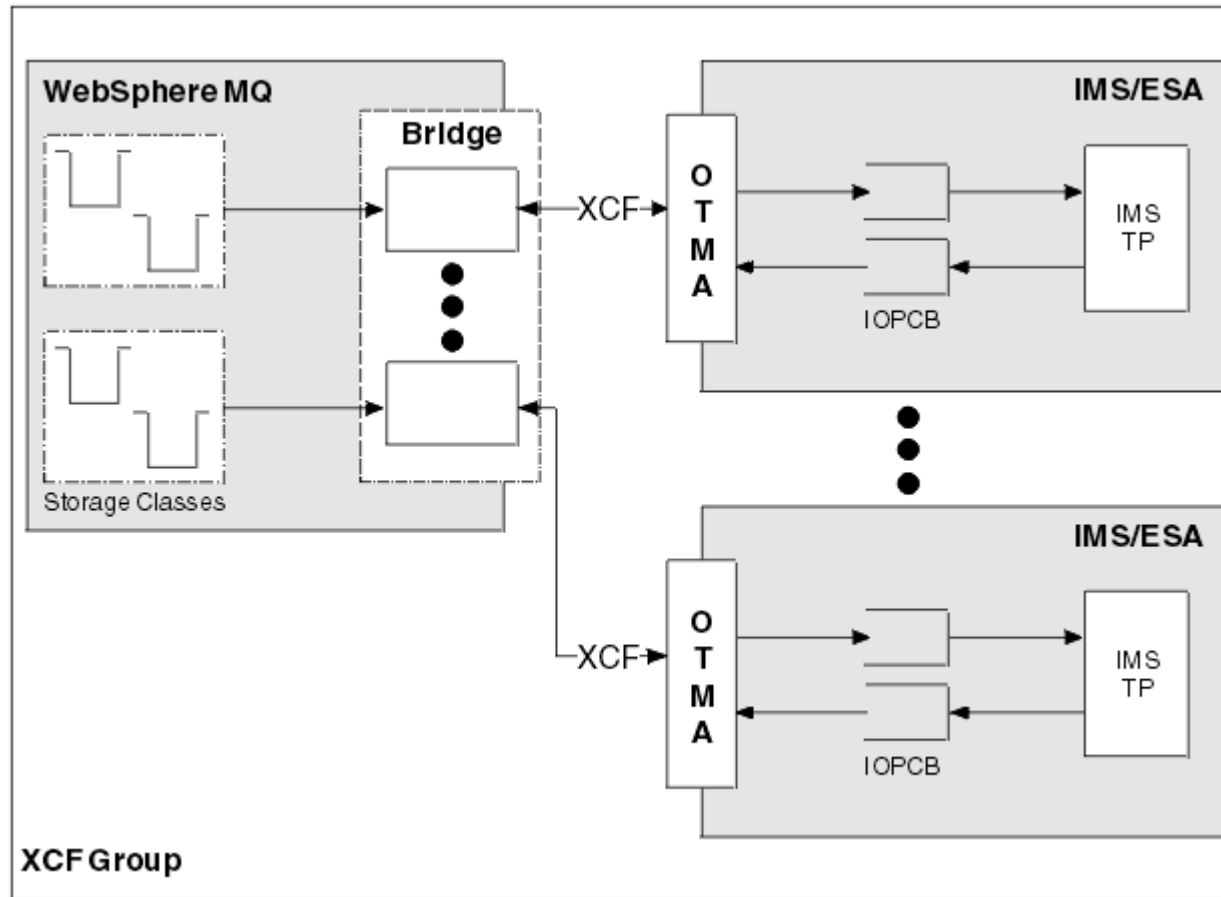 WebSphere MQ
Bridge
Storage Classes
XCF
XCF
IMS/ESA
O
T
M
A
IOPCB
IMS
TP
IMS/ESA
O
T
M
A
IOPCB
IMS
TP
XCF Group